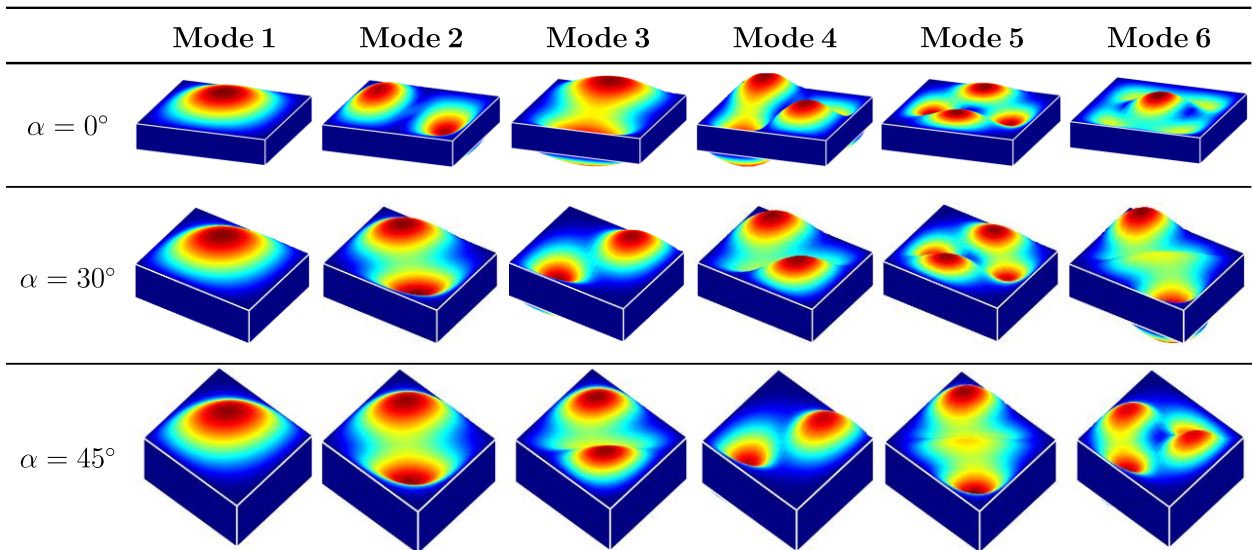 Mode 1 Mode 2 Mode 3 Mode 4 Mode 5 Mode 6
α = 0°
α = 30°
α = 45°